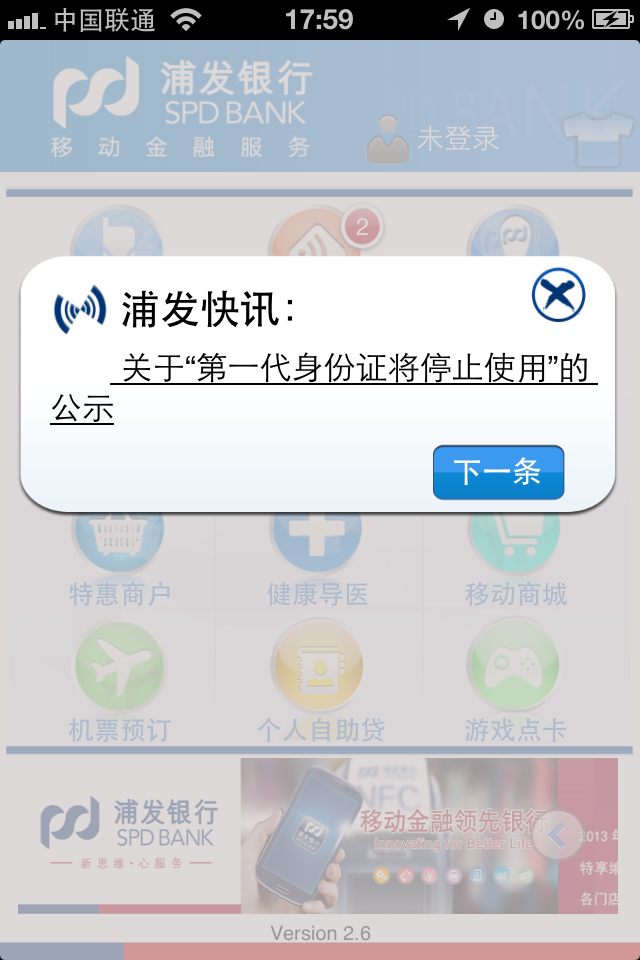 中国联通 17:59 100%
浦发银行
SPD BANK
移动金融服务
未登录
2
浦发快讯：
关于“第一代身份证将停止使用”的
公示
下一条
特惠商户 健康导医 移动商城
机票预订 个人自助贷 游戏点卡
浦发银行
SPD BANK
新思维·心服务
NFC
移动金融领先银行
Innovating for Better Life
2013 年
特享
各门店
Version 2.6